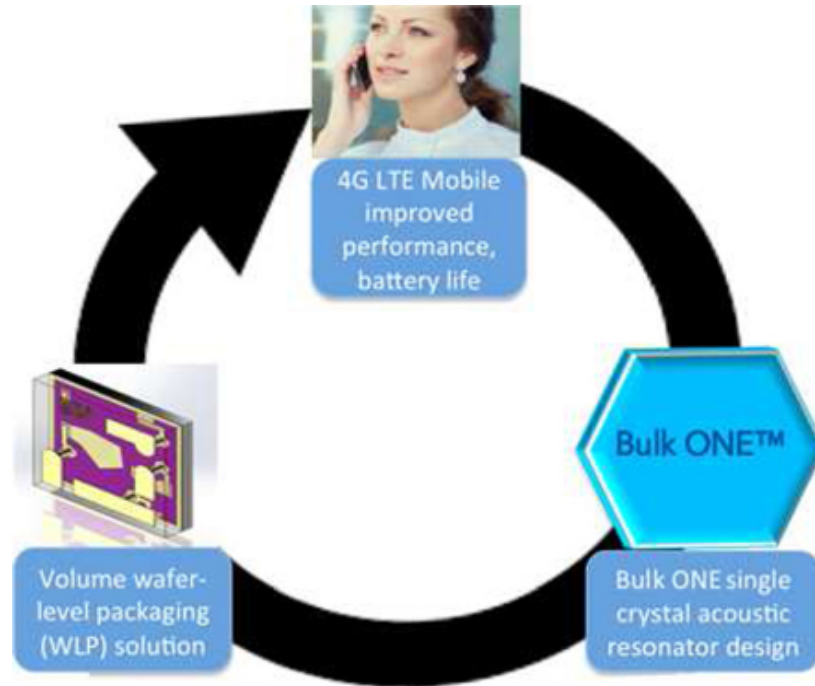 4G LTE Mobile
improved
performance,
battery life
Bulk ONE™
Bulk ONE single
crystal acoustic
resonator design
Volume wafer-
level packaging
(WLP) solution